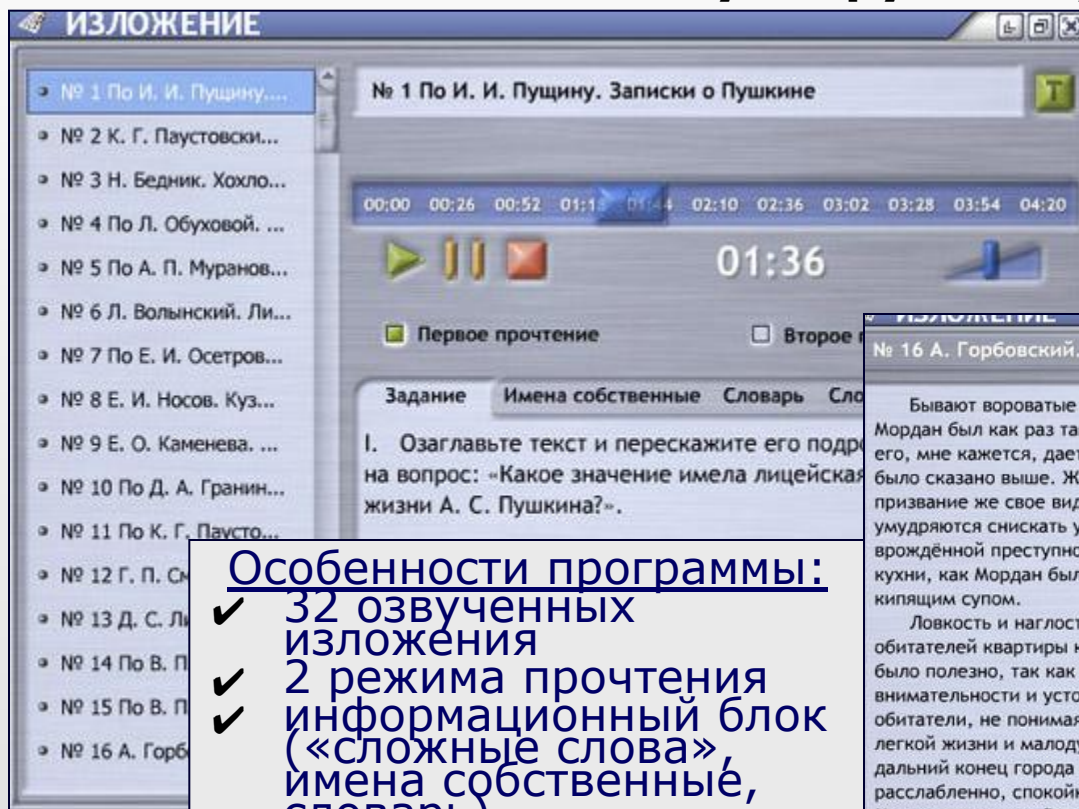 ИЗЛОЖЕНИЕ
№ 1 По И. И. Пущину....
№ 2 К. Г. Паустовски...
№ 3 Н. Бедник. Хохло...
№ 4 По Л. Обуховой. ...
№ 5 По А. П. Муранов...
№ 6 Л. Волынский. Ли...
№ 7 По Е. И. Осетров...
№ 8 Е. И. Носов. Куз...
№ 9 Е. О. Каменева. ...
№ 10 По Д. А. Гранин...
№ 11 По К. Г. Паусто...
№ 12 Г. П. См
№ 13 Д. С. Ли
№ 14 По В. П
№ 15 По В. П
№ 16 А. Горб
№ 1 По И. И. Пущину. Записки о Пушкине
T
00:00 00:26 00:52 01:18 01:44 02:10 02:36 03:02 03:28 03:54 04:20
01:36
Первое прочтение Второе
Задание Имена собственные Словарь Сло
I. Озаглавьте текст и перескажите его подро
на вопрос: «Какое значение имела лицейская
жизни А. С. Пушкина?».
Особенности программы:
✔ 32 озвученных
изложения
✔ 2 режима прочтения
✔ информационный блок
(«сложные слова»,
имена собственные,
словарь)
ИЗЛОЖЕНИЕ
№ 16 А. Горбовский.
Бывают вороватые
Мордан был как раз та
его, мне кажется, дает
было сказано выше. Ж
призвание же свое вид
умудряются снискать у
врождённой преступно
кухни, как Мордан был
кипящим супом.
Ловкость и наглост
обитателей квартиры к
было полезно, так как
внимательности и усто
обитатели, не понимая
легкой жизни и малоду
дальний конец города
расслабленно, спокойн